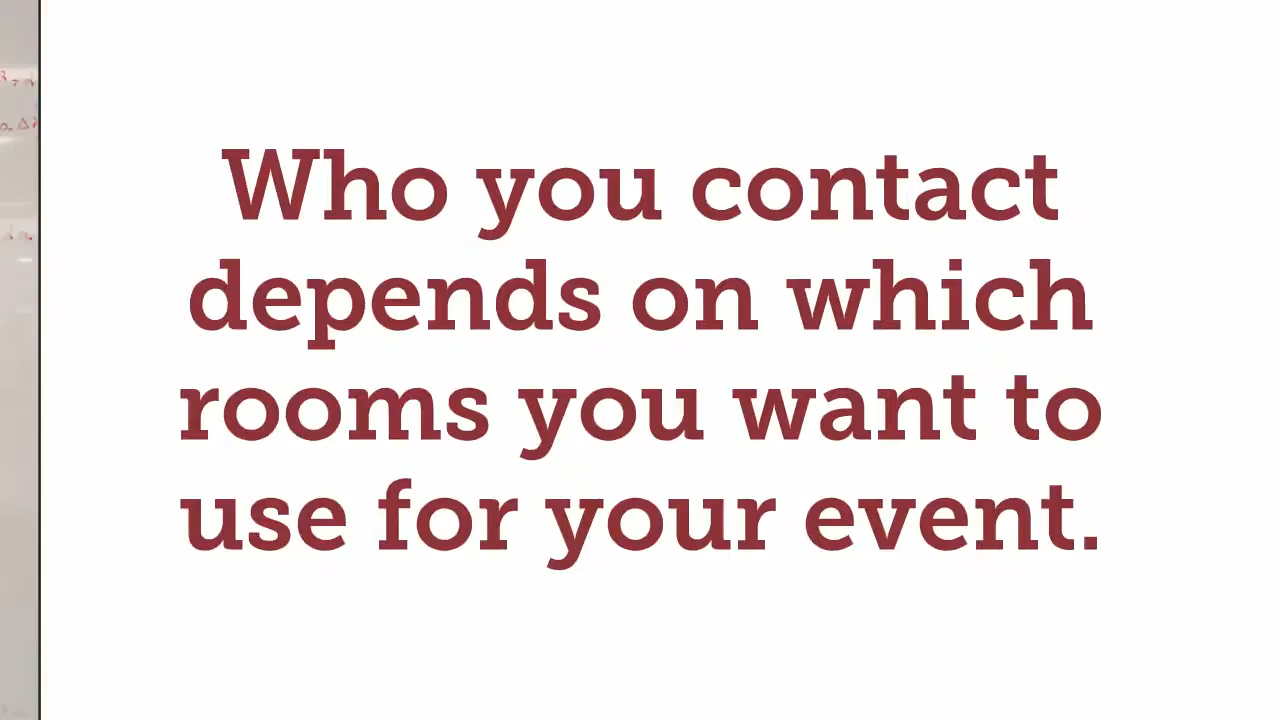 Who you contact
depends on which
rooms you want to
use for your event.